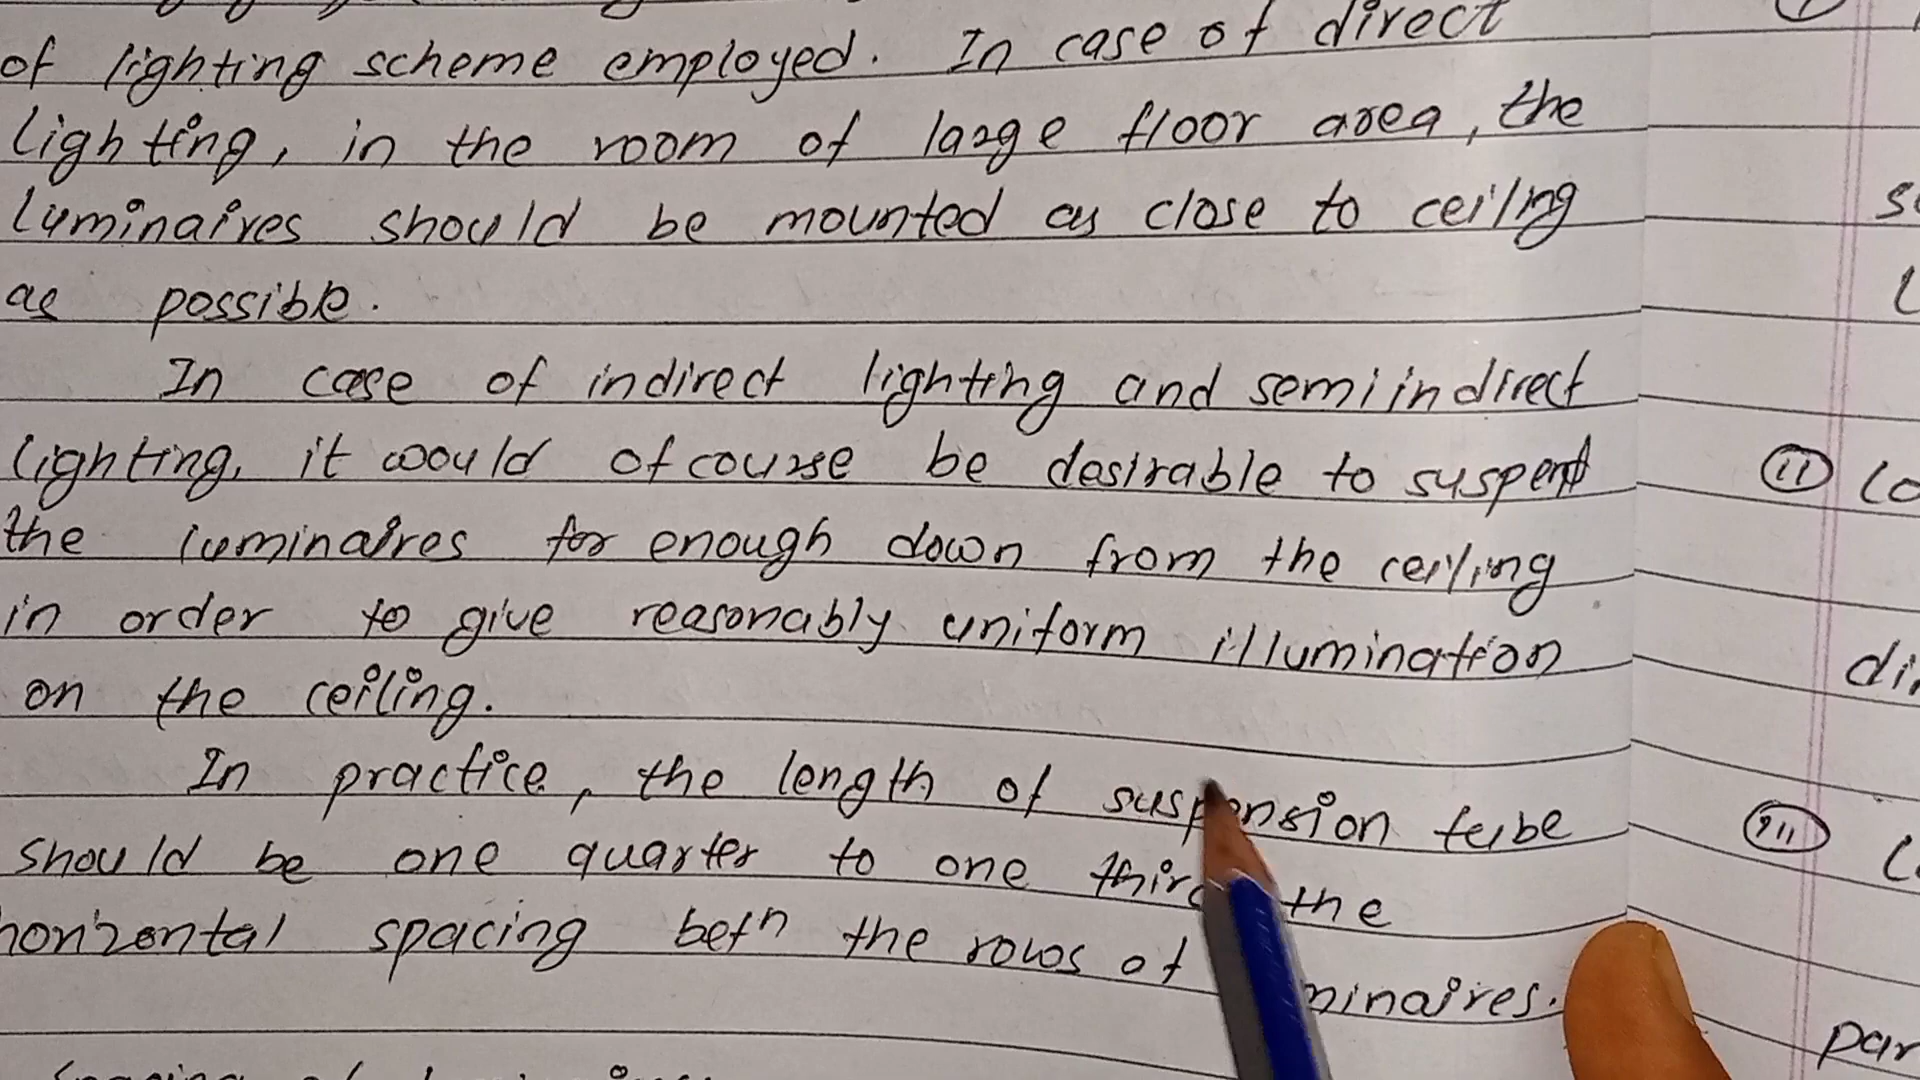 of lighting scheme employed. In case of direct
lighting, in the room of large floor area, the
luminaires should be mounted as close to ceiling
as possible.
In case of indirect lighting and semi indirect
lighting, it would of course be desirable to suspend
the luminaires for enough down from the ceiling
in order to give reasonably uniform illumination
on the ceiling.
In practice, the length of suspension tube
should be one quarter to one third the
horizontal spacing betn the rows of minaires.
(ii)
(iii)